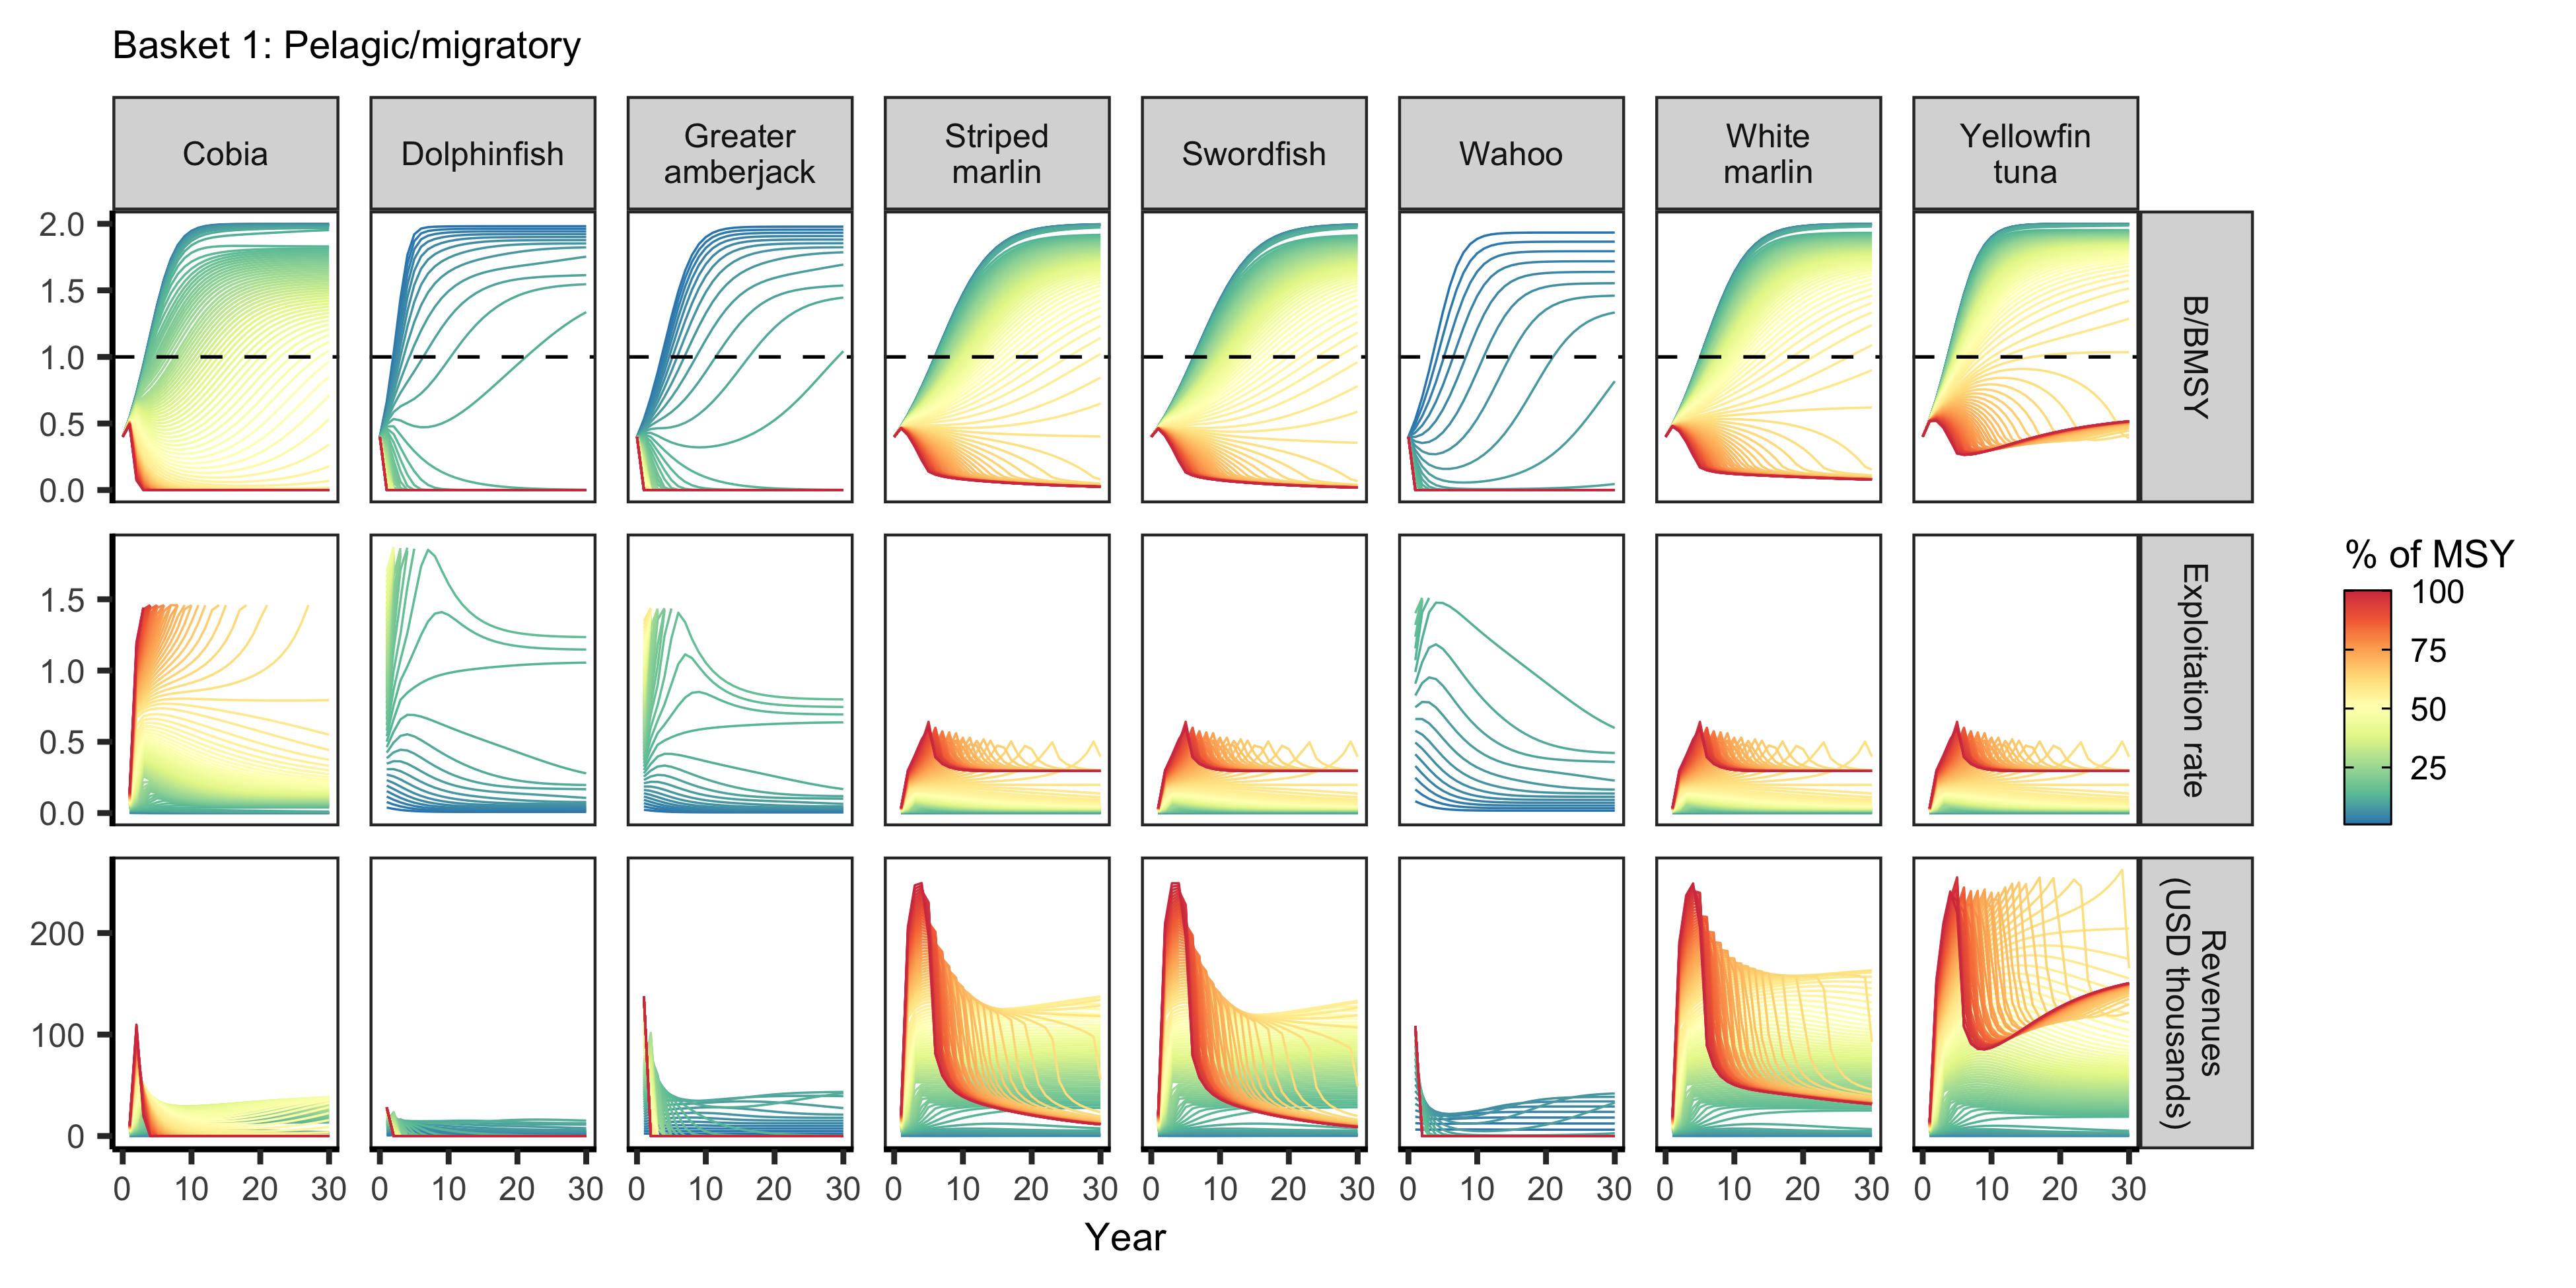 Basket 1: Pelagic/migratory
Cobia
Dolphinfish
Greater
amberjack
Striped
marlin
Swordfish
Wahoo
White
marlin
Yellowfin
tuna
2.0
1.5
1.0
0.5
0.0
B/BMSY
1.5
1.0
0.5
0.0
Exploitation rate
200
100
0
Revenues
(USD thousands)
0 10 20 30
0 10 20 30
0 10 20 30
0 10 20 30
0 10 20 30
0 10 20 30
0 10 20 30
0 10 20 30
Year
% of MSY
100
75
50
25